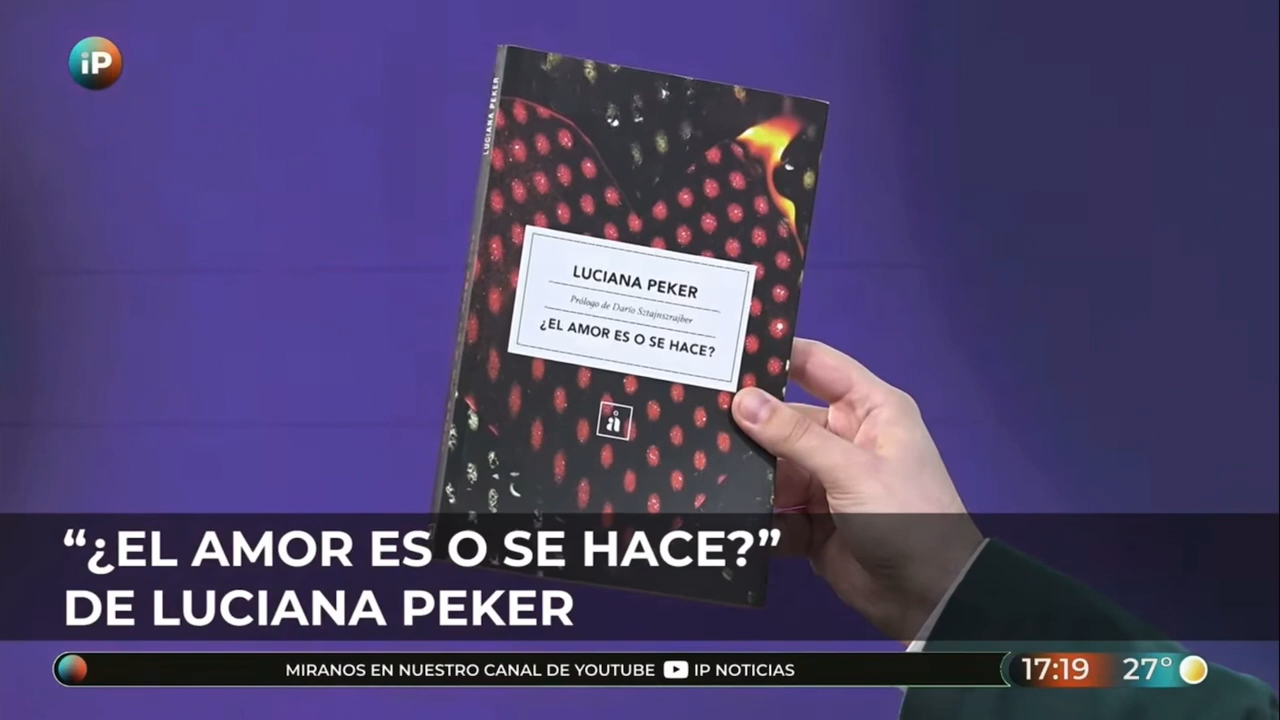 iP
LUCIANA PEKER
LUCIANA PEKER
Prólogo de Darío Sztajnszrajber
¿EL AMOR ES O SE HACE?
å
“¿EL AMOR ES O SE HACE?”
DE LUCIANA PEKER
MIRANOS EN NUESTRO CANAL DE YOUTUBE IP NOTICIAS
17:19 27°